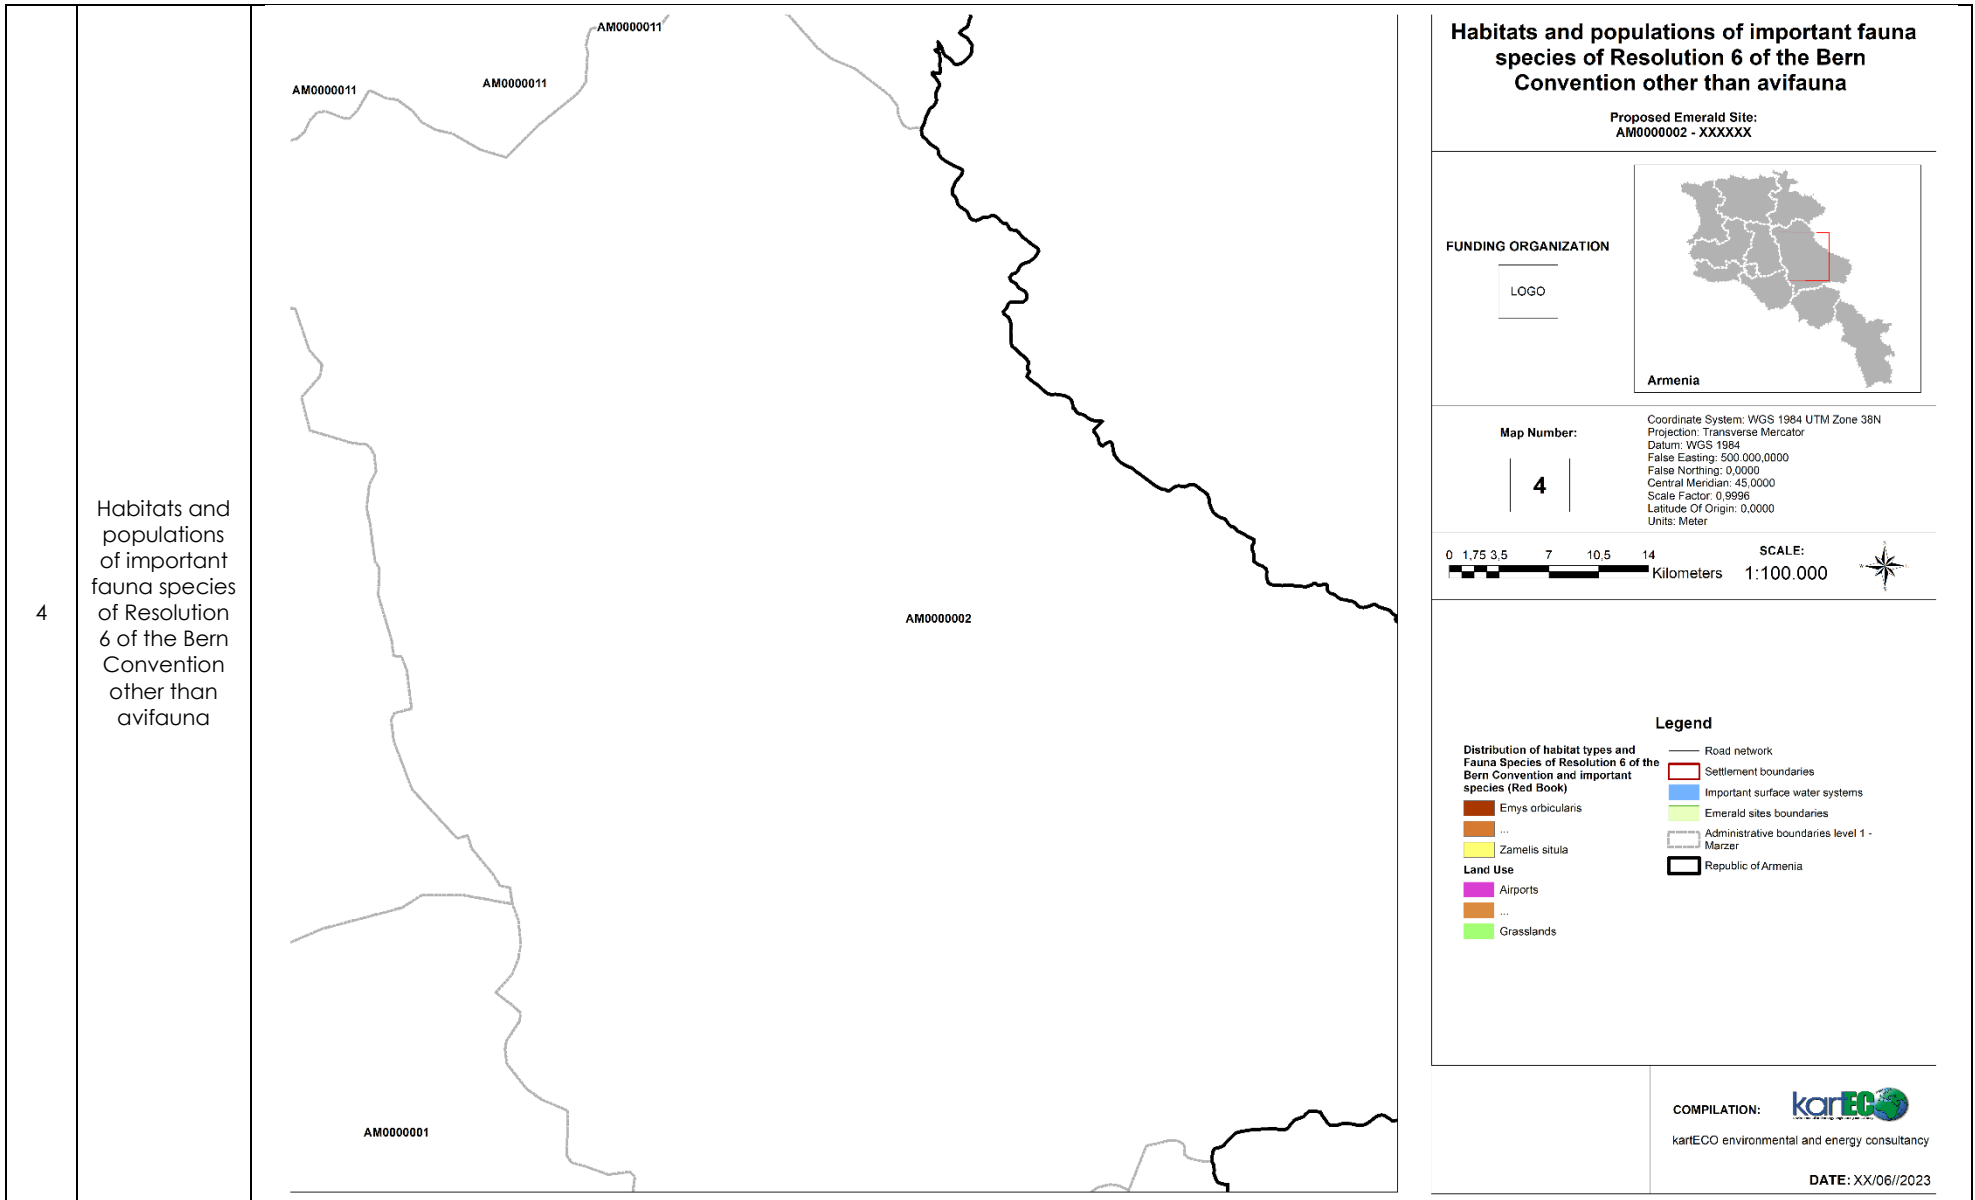 4
Habitats and
populations
of important
fauna species
of Resolution
6 of the Bern
Convention
other than
avifauna
AM0000011
AM0000011
AM0000011
AM0000002
AM0000001
Habitats and populations of important fauna
species of Resolution 6 of the Bern
Convention other than avifauna
Proposed Emerald Site:
AM0000002 - XXXXXX
FUNDING ORGANIZATION
LOGO
Armenia
Map Number:
4
Coordinate System: WGS 1984 UTM Zone 38N
Projection: Transverse Mercator
Datum: WGS 1984
False Easting: 500.000,0000
False Northing: 0,0000
Central Meridian: 45,0000
Scale Factor: 0,9996
Latitude Of Origin: 0,0000
Units: Meter
0 1,75 3,5 7 10,5 14
Kilometers
SCALE:
1:100.000
Legend
Distribution of habitat types and
Fauna Species of Resolution 6 of the
Bern Convention and important
species (Red Book)
Emys orbicularis
...
Zamelis situla
Land Use
Airports
...
Grasslands
Road network
Settlement boundaries
Important surface water systems
Emerald sites boundaries
Administrative boundaries level 1 -
Marzer
Republic of Armenia
COMPILATION:
kartECO
kartECO environmental and energy consultancy
DATE: XX/06//2023